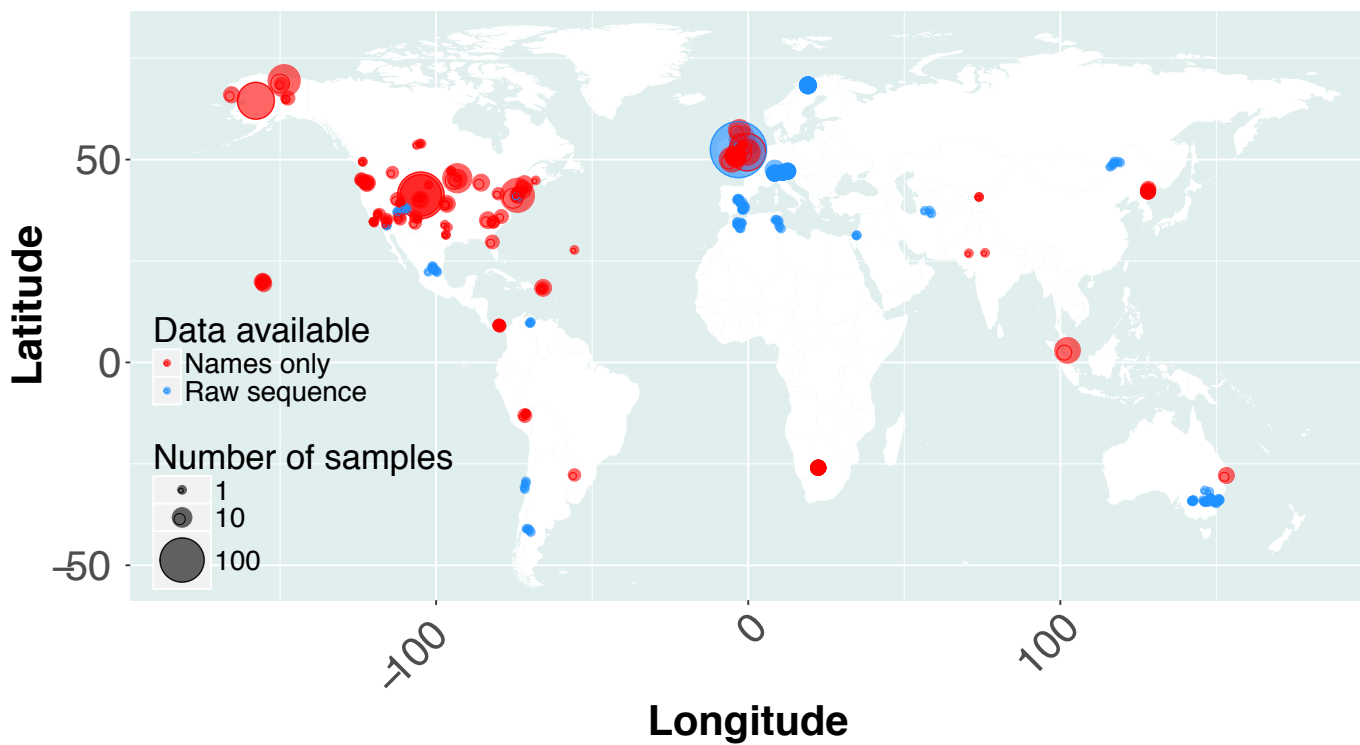 Latitude
50
0
−50
Data available
Names only
Raw sequence
Number of samples
1
10
100
−100
0
100
Longitude